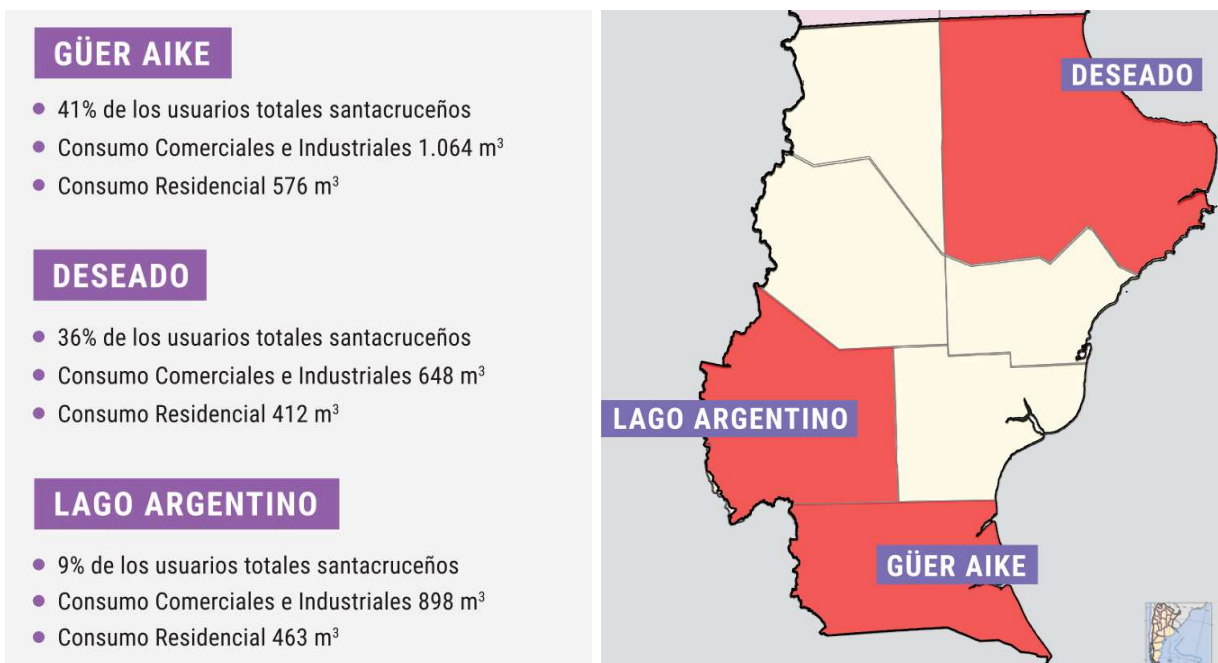 GÜER AIKE
41% de los usuarios totales santacruceños
Consumo Comerciales e Industriales 1.064 m³
Consumo Residencial 576 m³
DESEADO
36% de los usuarios totales santacruceños
Consumo Comerciales e Industriales 648 m³
Consumo Residencial 412 m³
LAGO ARGENTINO
9% de los usuarios totales santacruceños
Consumo Comerciales e Industriales 898 m³
Consumo Residencial 463 m³
DESEADO
LAGO ARGENTINO
GÜER AIKE